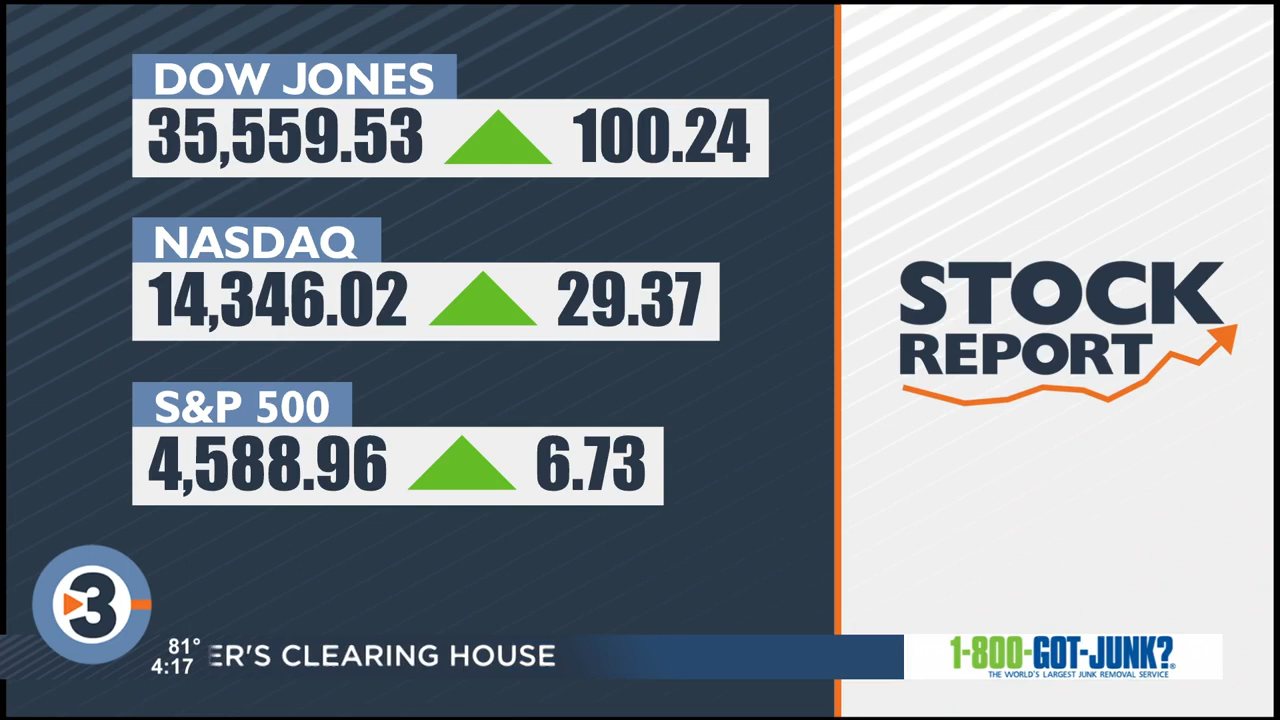 DOW JONES
35,559.53 100.24
NASDAQ
14,346.02 29.37
S&P 500
4,588.96 6.73
STOCK
REPORT
3
81°
4:17
ER'S CLEARING HOUSE
1-800-GOT-JUNK?®
THE WORLD'S LARGEST JUNK REMOVAL SERVICE